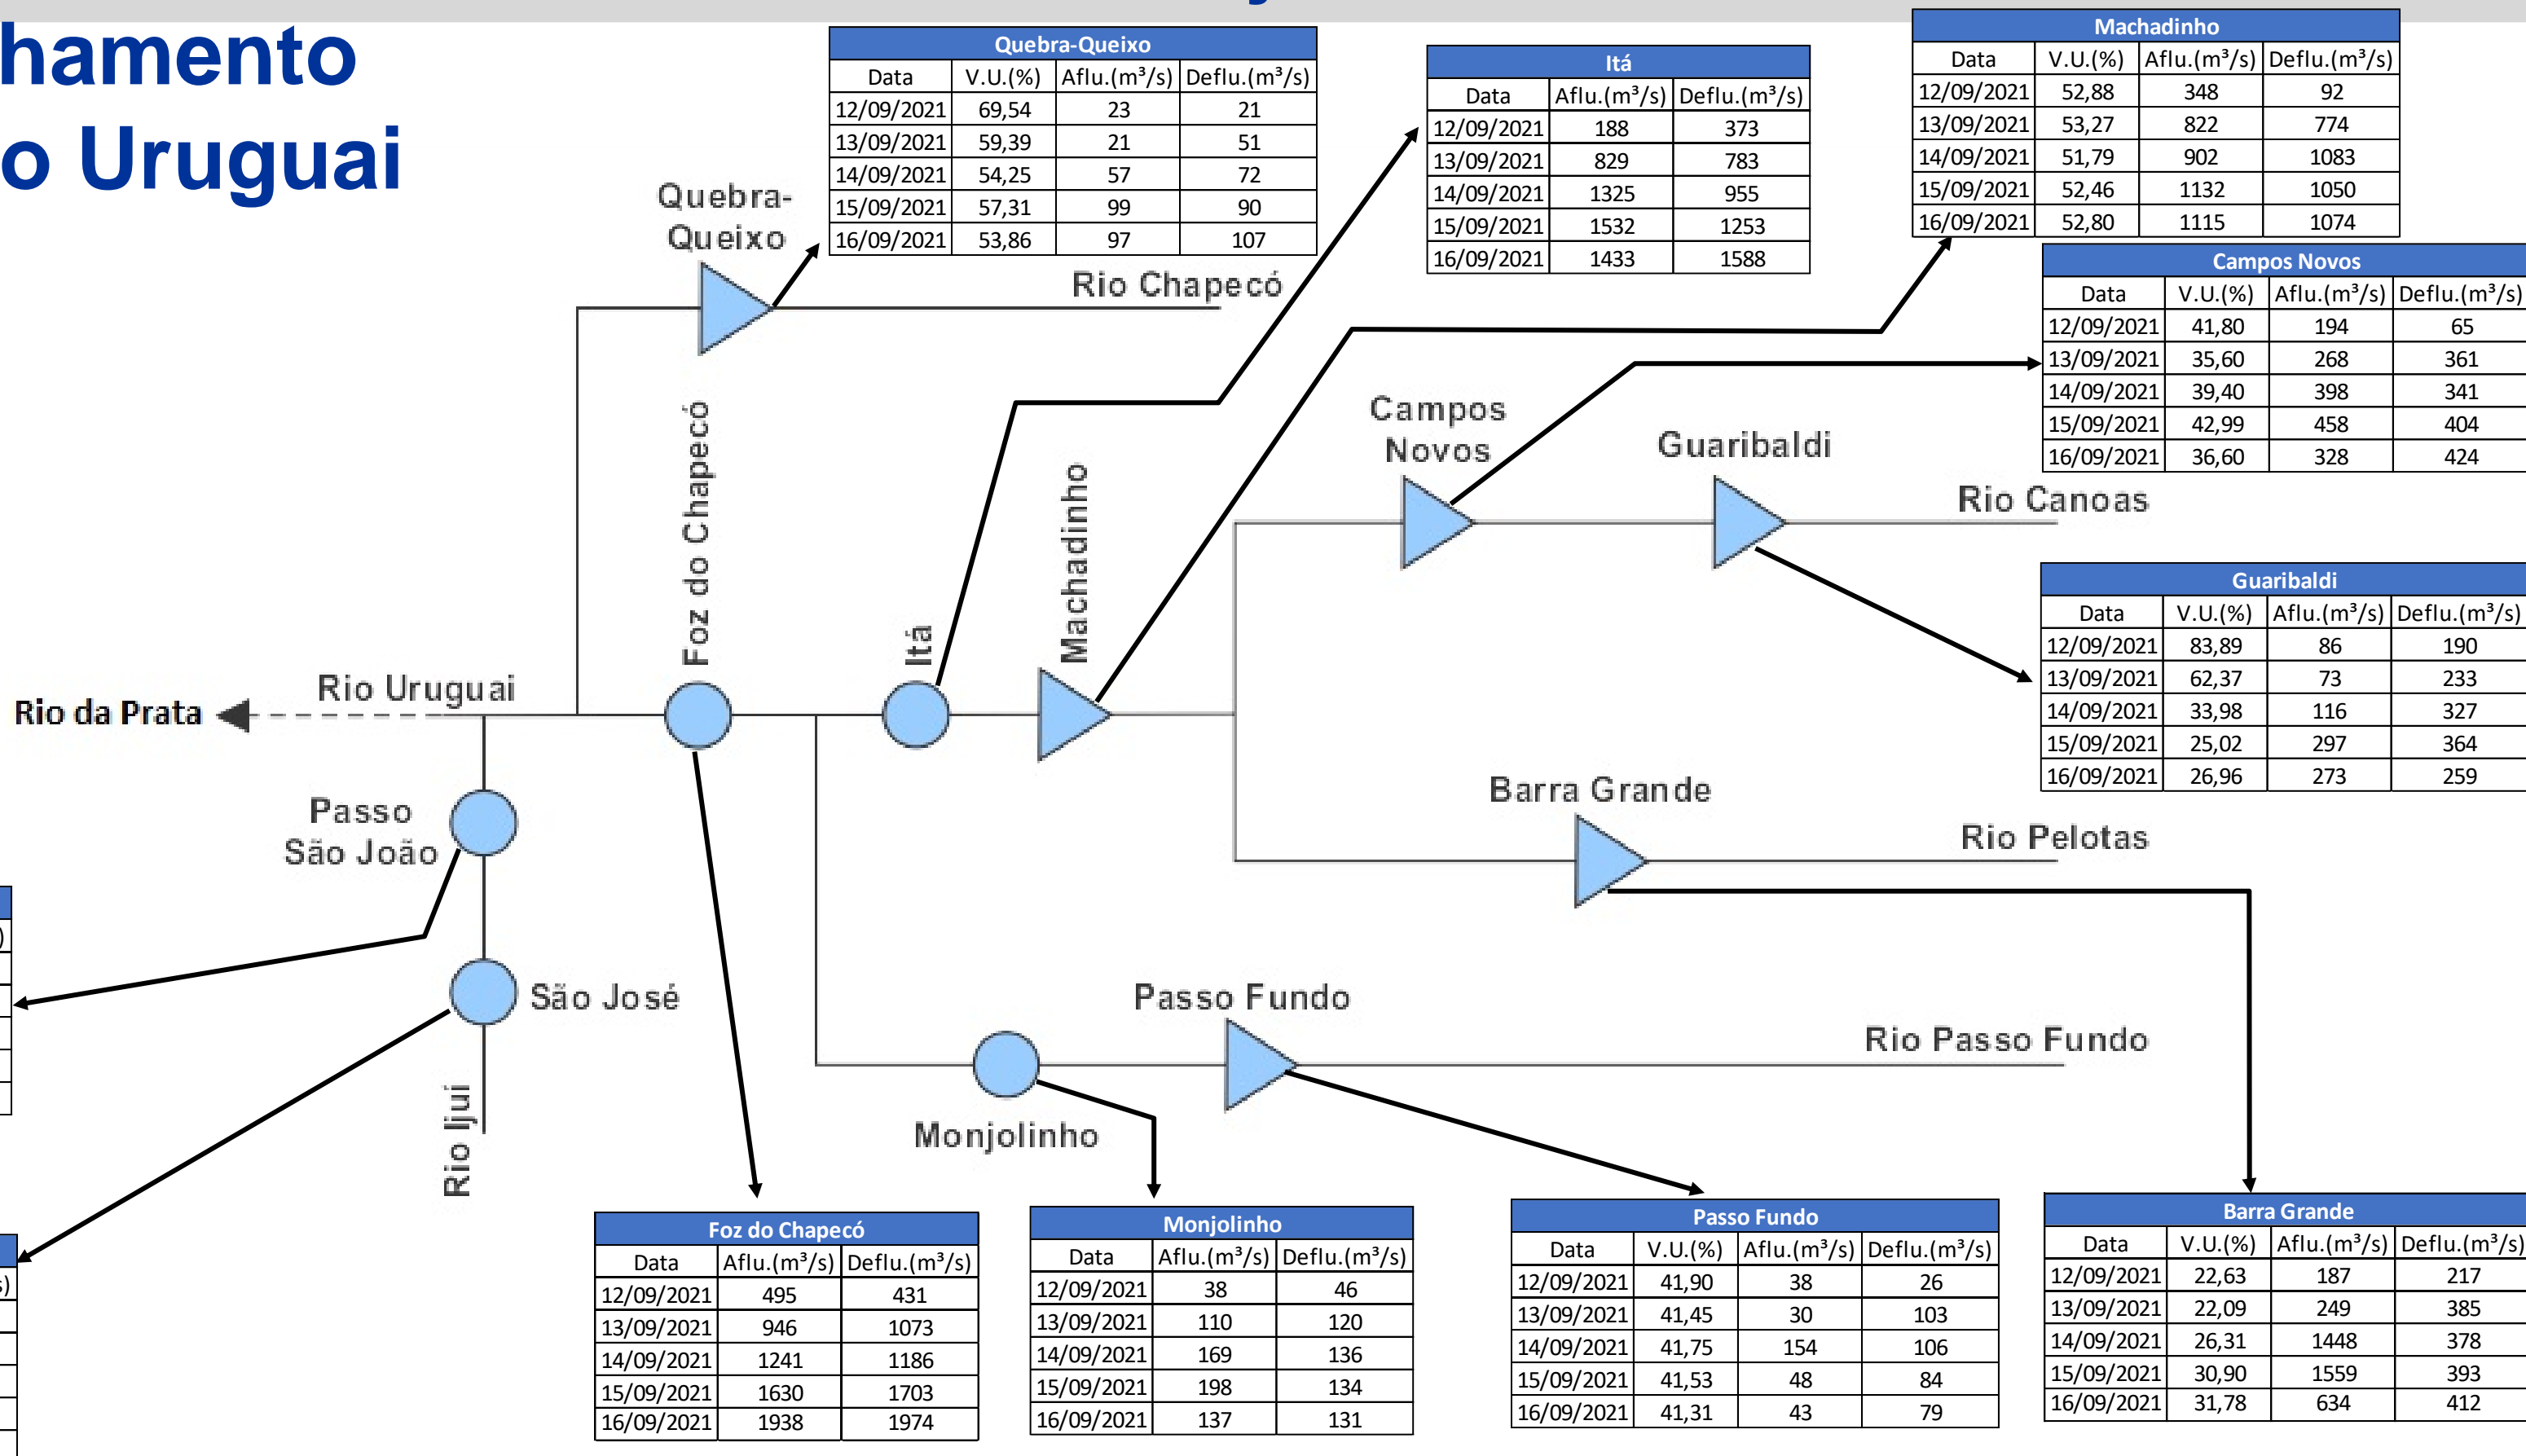 hamento
o Uruguai
Quebra-Queixo
Data V.U.(%) Aflu.(m³/s) Deflu.(m³/s)
12/09/2021 69,54 23 21
13/09/2021 59,39 21 51
14/09/2021 54,25 57 72
15/09/2021 57,31 99 90
16/09/2021 53,86 97 107
Itá
Data Aflu.(m³/s) Deflu.(m³/s)
12/09/2021 188 373
13/09/2021 829 783
14/09/2021 1325 955
15/09/2021 1532 1253
16/09/2021 1433 1588
Machadinho
Data V.U.(%) Aflu.(m³/s) Deflu.(m³/s)
12/09/2021 52,88 348 92
13/09/2021 53,27 822 774
14/09/2021 51,79 902 1083
15/09/2021 52,46 1132 1050
16/09/2021 52,80 1115 1074
Campos Novos
Data V.U.(%) Aflu.(m³/s) Deflu.(m³/s)
12/09/2021 41,80 194 65
13/09/2021 35,60 268 361
14/09/2021 39,40 398 341
15/09/2021 42,99 458 404
16/09/2021 36,60 328 424
Quebra-
Queixo
Rio Chapecó
Foz do Chapecó
Itá
Machadinho
Campos
Novos
Guaribaldi
Rio Canoas
Guaribaldi
Data V.U.(%) Aflu.(m³/s) Deflu.(m³/s)
12/09/2021 83,89 86 190
13/09/2021 62,37 73 233
14/09/2021 33,98 116 327
15/09/2021 25,02 297 364
16/09/2021 26,96 273 259
Rio da Prata
Rio Uruguai
Barra Grande
Rio Pelotas
Passo
São João
São José
Rio Ijui
Passo Fundo
Rio Passo Fundo
Monjolinho
)
s)
Foz do Chapecó
Data Aflu.(m³/s) Deflu.(m³/s)
12/09/2021 495 431
13/09/2021 946 1073
14/09/2021 1241 1186
15/09/2021 1630 1703
16/09/2021 1938 1974
Monjolinho
Data Aflu.(m³/s) Deflu.(m³/s)
12/09/2021 38 46
13/09/2021 110 120
14/09/2021 169 136
15/09/2021 198 134
16/09/2021 137 131
Passo Fundo
Data V.U.(%) Aflu.(m³/s) Deflu.(m³/s)
12/09/2021 41,90 38 26
13/09/2021 41,45 30 103
14/09/2021 41,75 154 106
15/09/2021 41,53 48 84
16/09/2021 41,31 43 79
Barra Grande
Data V.U.(%) Aflu.(m³/s) Deflu.(m³/s)
12/09/2021 22,63 187 217
13/09/2021 22,09 249 385
14/09/2021 26,31 1448 378
15/09/2021 30,90 1559 393
16/09/2021 31,78 634 412